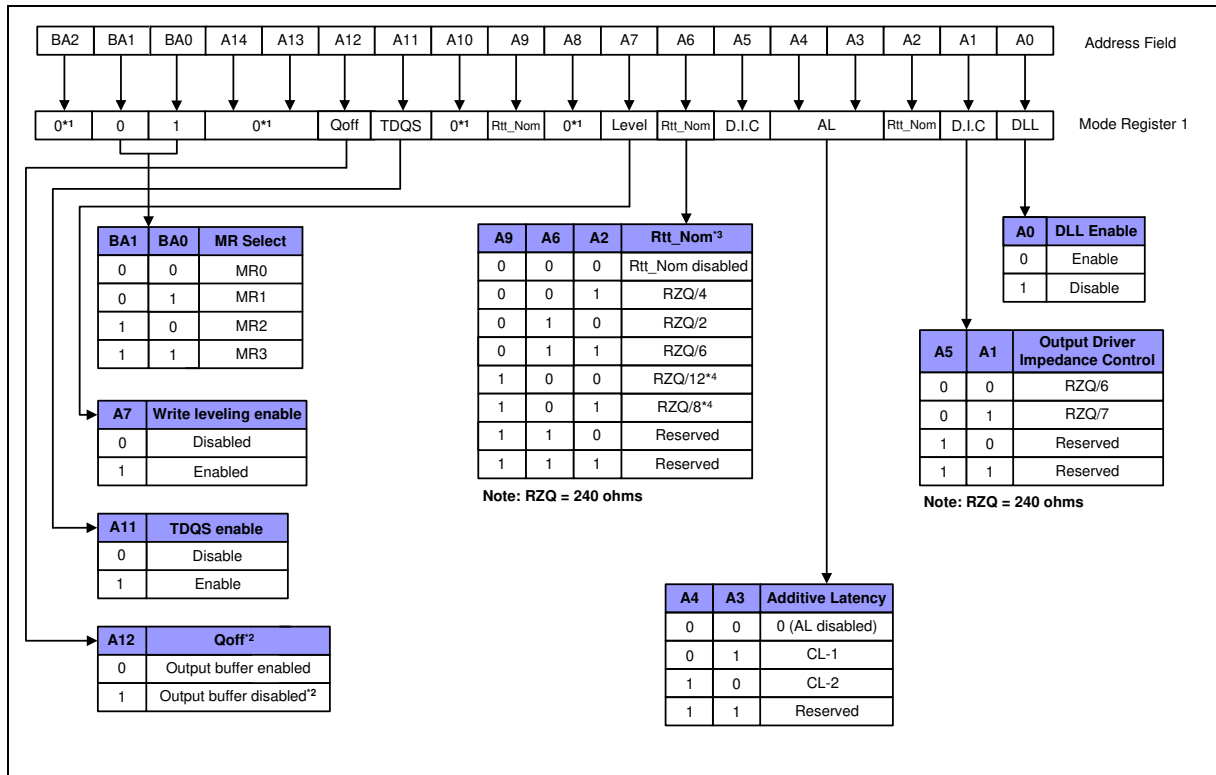 BA2 BA1 BA0 A14 A13 A12 A11 A10 A9 A8 A7 A6 A5 A4 A3 A2 A1 A0 Address Field
0*1 0 1 0*1 Qoff TDQS 0*1 Rtt_Nom 0*1 Level Rtt_Nom D.I.C AL Rtt_Nom D.I.C DLL Mode Register 1
BA1 BA0 MR Select
0 0 MR0
0 1 MR1
1 0 MR2
1 1 MR3
A7 Write leveling enable
0 Disabled
1 Enabled
A11 TDQS enable
0 Disable
1 Enable
A12 Qoff*2
0 Output buffer enabled
1 Output buffer disabled*2
A9 A6 A2 Rtt_Nom*3
0 0 0 Rtt_Nom disabled
0 0 1 RZQ/4
0 1 0 RZQ/2
0 1 1 RZQ/6
1 0 0 RZQ/12*4
1 0 1 RZQ/8*4
1 1 0 Reserved
1 1 1 Reserved
Note: RZQ = 240 ohms
A4 A3 Additive Latency
0 0 0 (AL disabled)
0 1 CL-1
1 0 CL-2
1 1 Reserved
A0 DLL Enable
0 Enable
1 Disable
A5 A1 Output Driver Impedance Control
0 0 RZQ/6
0 1 RZQ/7
1 0 Reserved
1 1 Reserved
Note: RZQ = 240 ohms